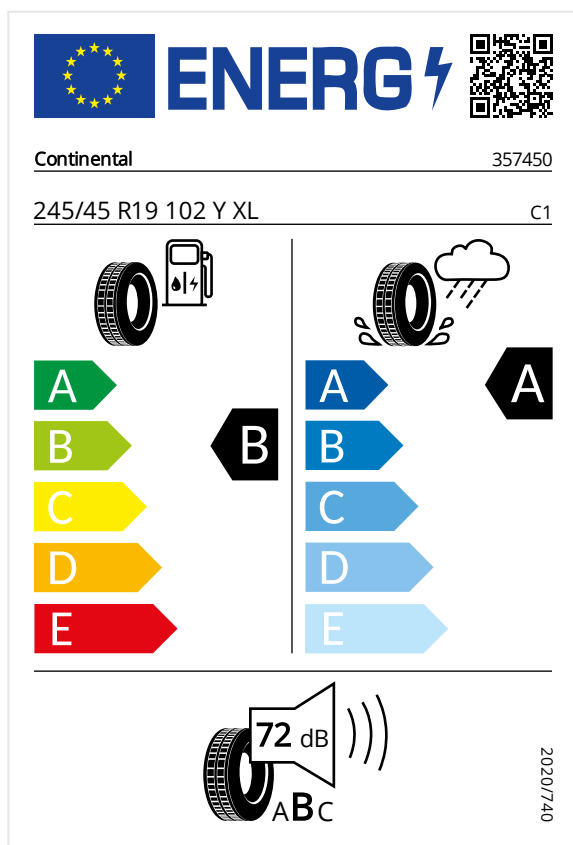 ENERG
Continental
357450
245/45 R19 102 Y XL
C1
A
B
C
D
E
B
A
B
C
D
E
A
72 dB
ABC
2020/740